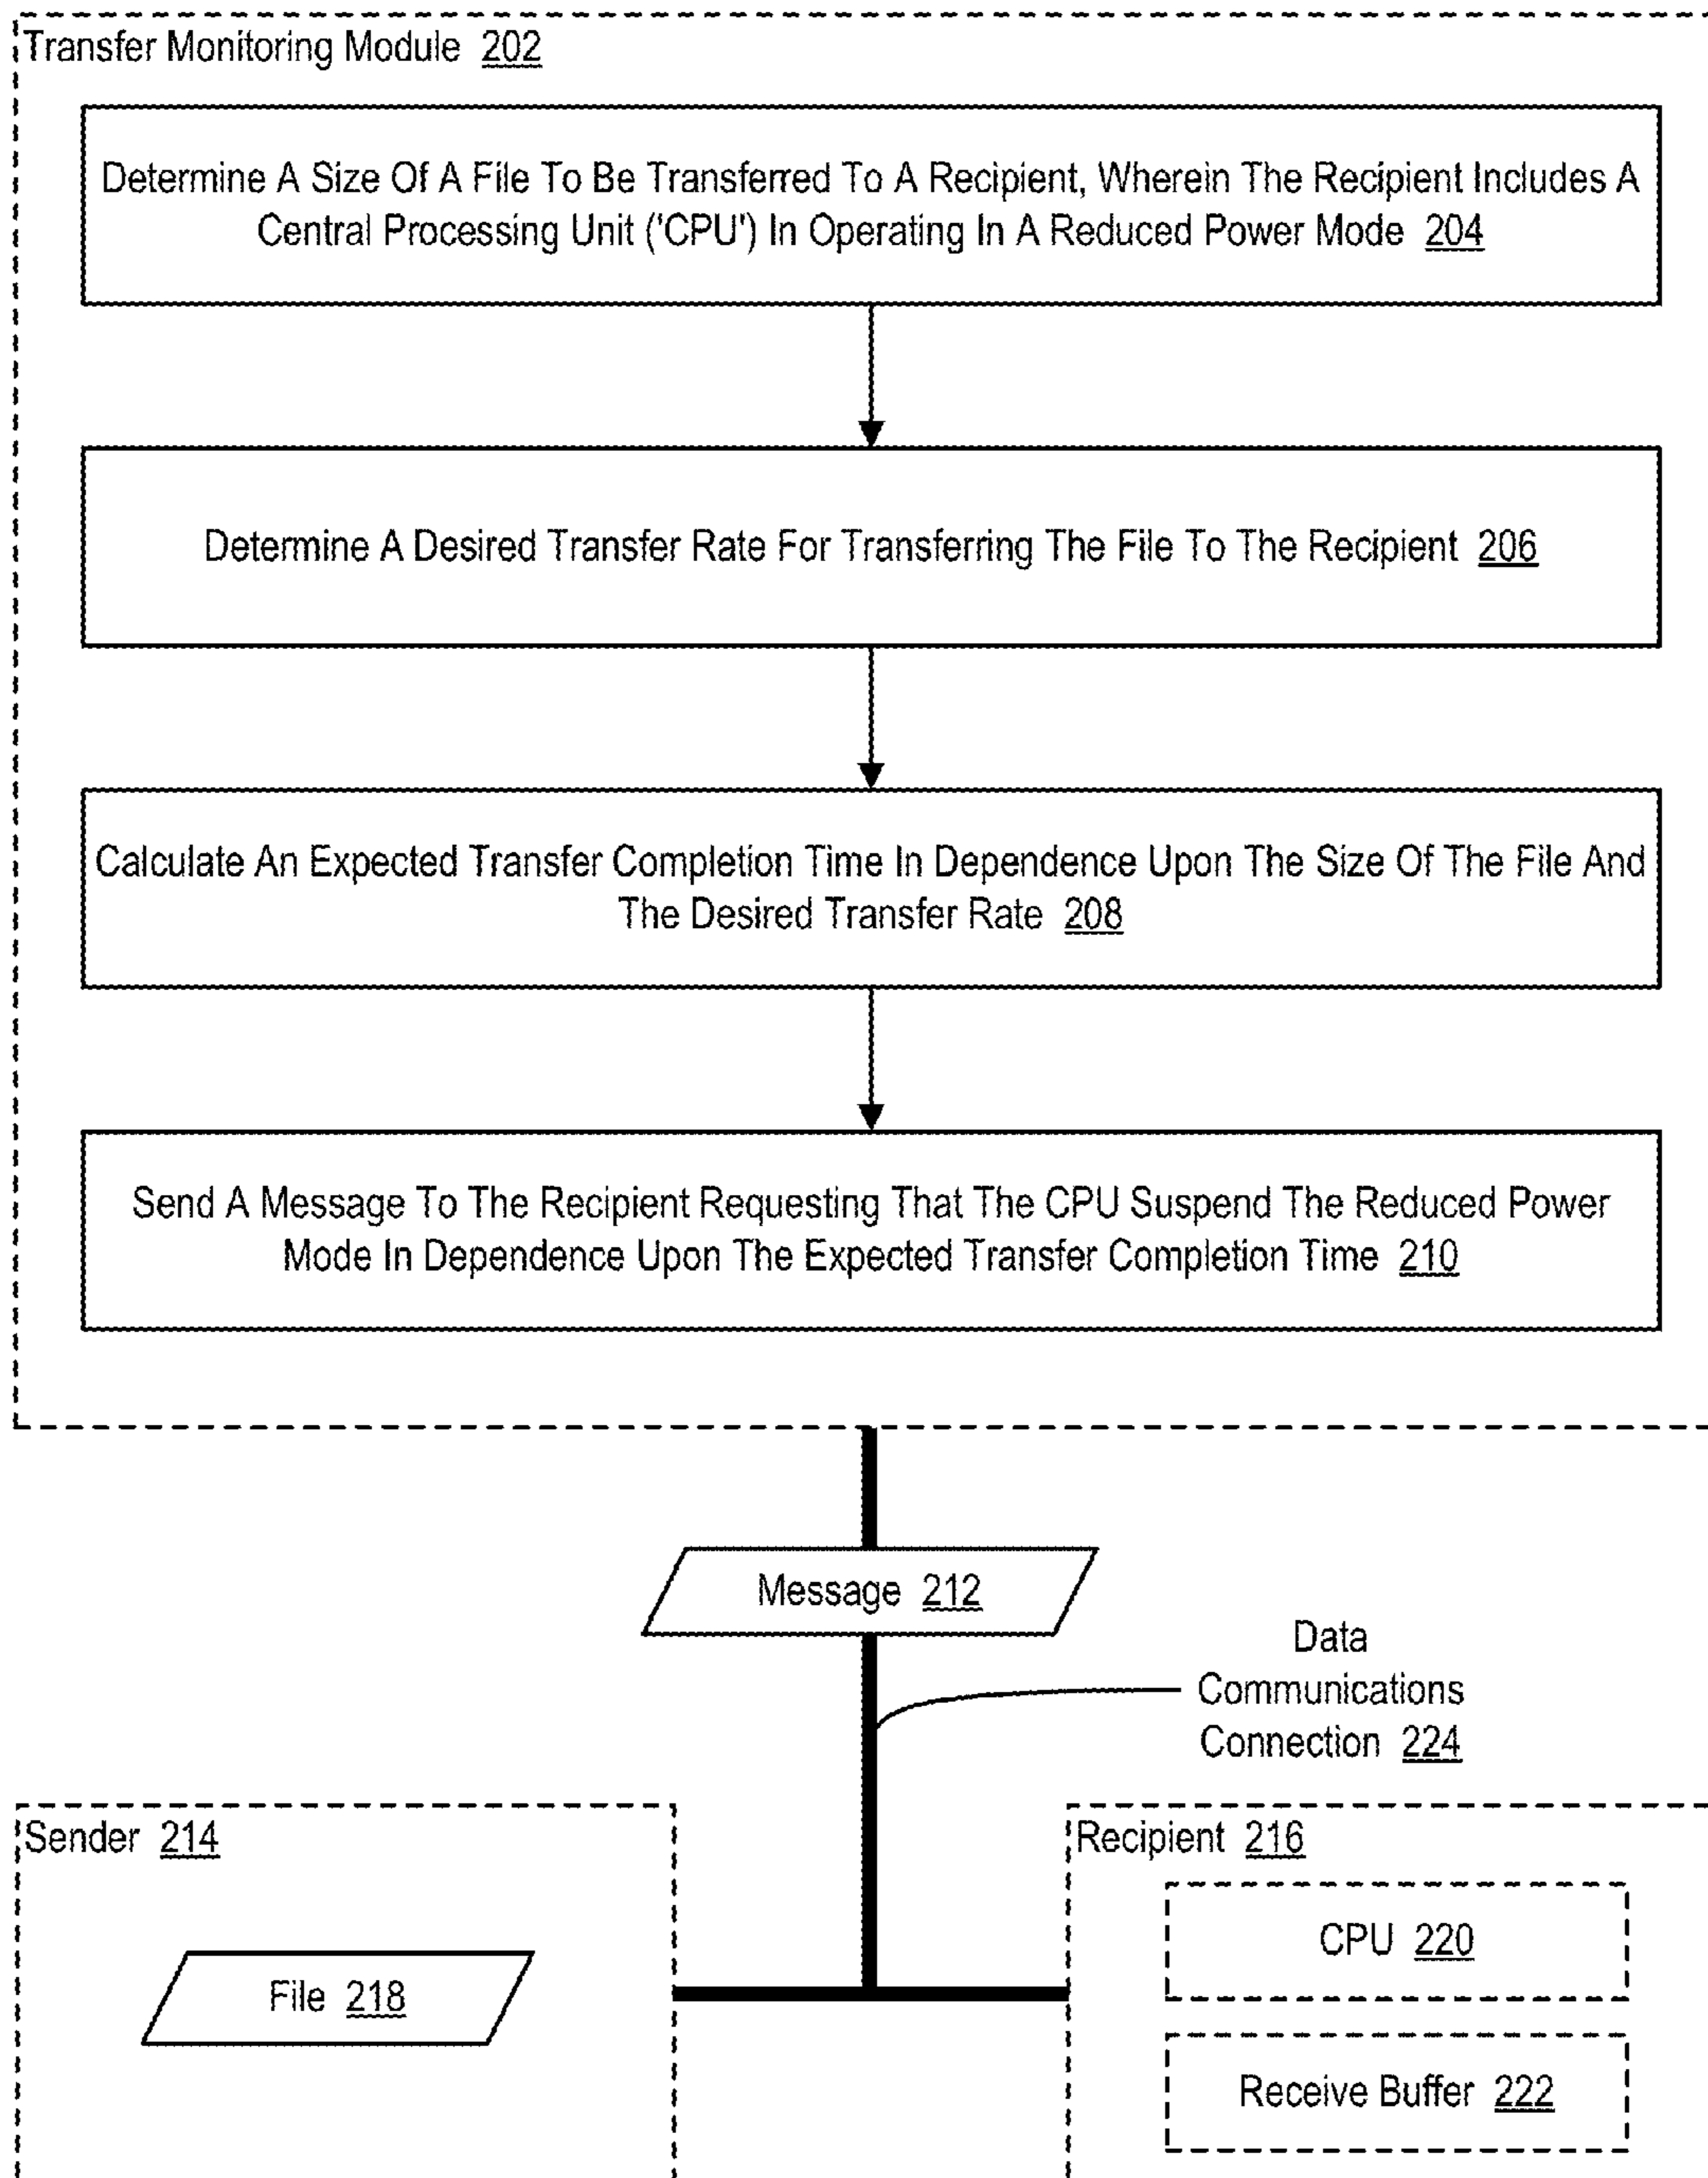 Transfer Monitoring Module 202
Determine A Size Of A File To Be Transferred To A Recipient, Wherein The Recipient Includes A
Central Processing Unit ('CPU') In Operating In A Reduced Power Mode 204
Determine A Desired Transfer Rate For Transferring The File To The Recipient 206
Calculate An Expected Transfer Completion Time In Dependence Upon The Size Of The File And
The Desired Transfer Rate 208
Send A Message To The Recipient Requesting That The CPU Suspend The Reduced Power
Mode In Dependence Upon The Expected Transfer Completion Time 210
Message 212
Data
Communications
Connection 224
Sender 214
File 218
Recipient 216
CPU 220
Receive Buffer 222